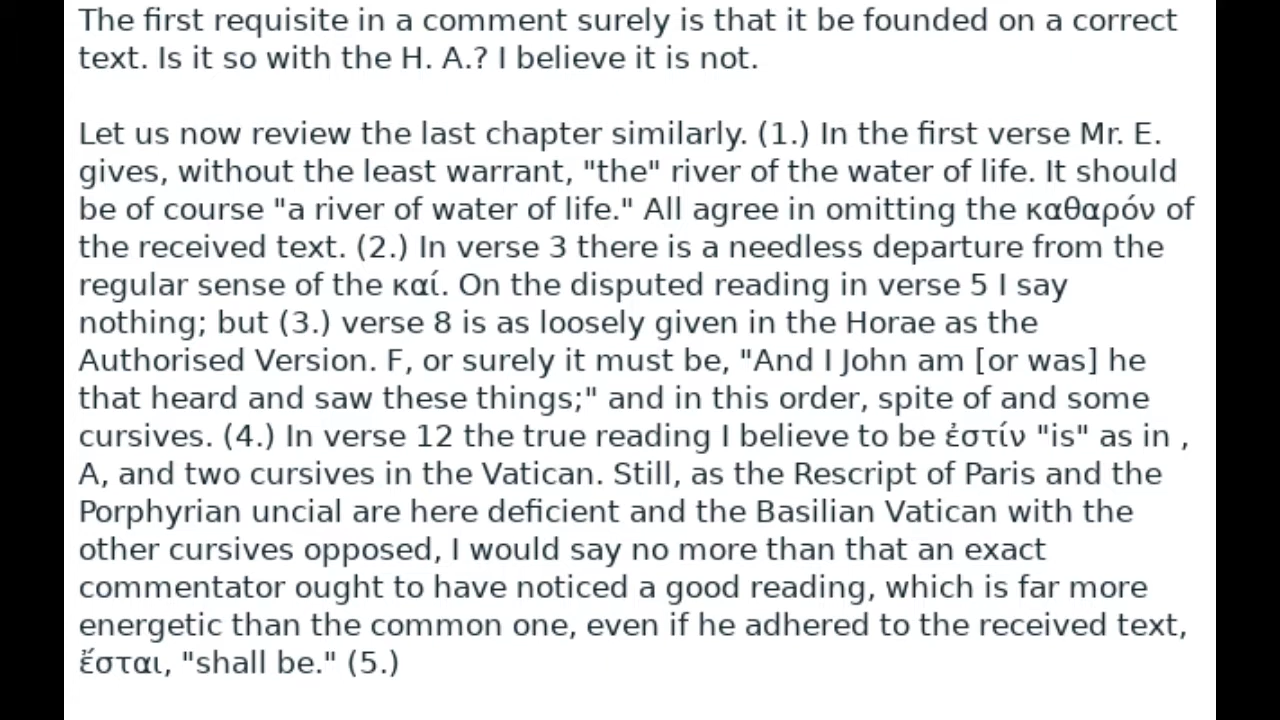 The first requisite in a comment surely is that it be founded on a correct
text. Is it so with the H. A.? I believe it is not.
Let us now review the last chapter similarly. (1.) In the first verse Mr. E.
gives, without the least warrant, "the" river of the water of life. It should
be of course "a river of water of life." All agree in omitting the καθαρόν of
the received text. (2.) In verse 3 there is a needless departure from the
regular sense of the καί. On the disputed reading in verse 5 I say
nothing; but (3.) verse 8 is as loosely given in the Horae as the
Authorised Version. F, or surely it must be, "And I John am [or was] he
that heard and saw these things;" and in this order, spite of and some
cursives. (4.) In verse 12 the true reading I believe to be ἐστίν "is" as in ,
A, and two cursives in the Vatican. Still, as the Rescript of Paris and the
Porphyrian uncial are here deficient and the Basilian Vatican with the
other cursives opposed, I would say no more than that an exact
commentator ought to have noticed a good reading, which is far more
energetic than the common one, even if he adhered to the received text,
ἔσται, "shall be." (5.)